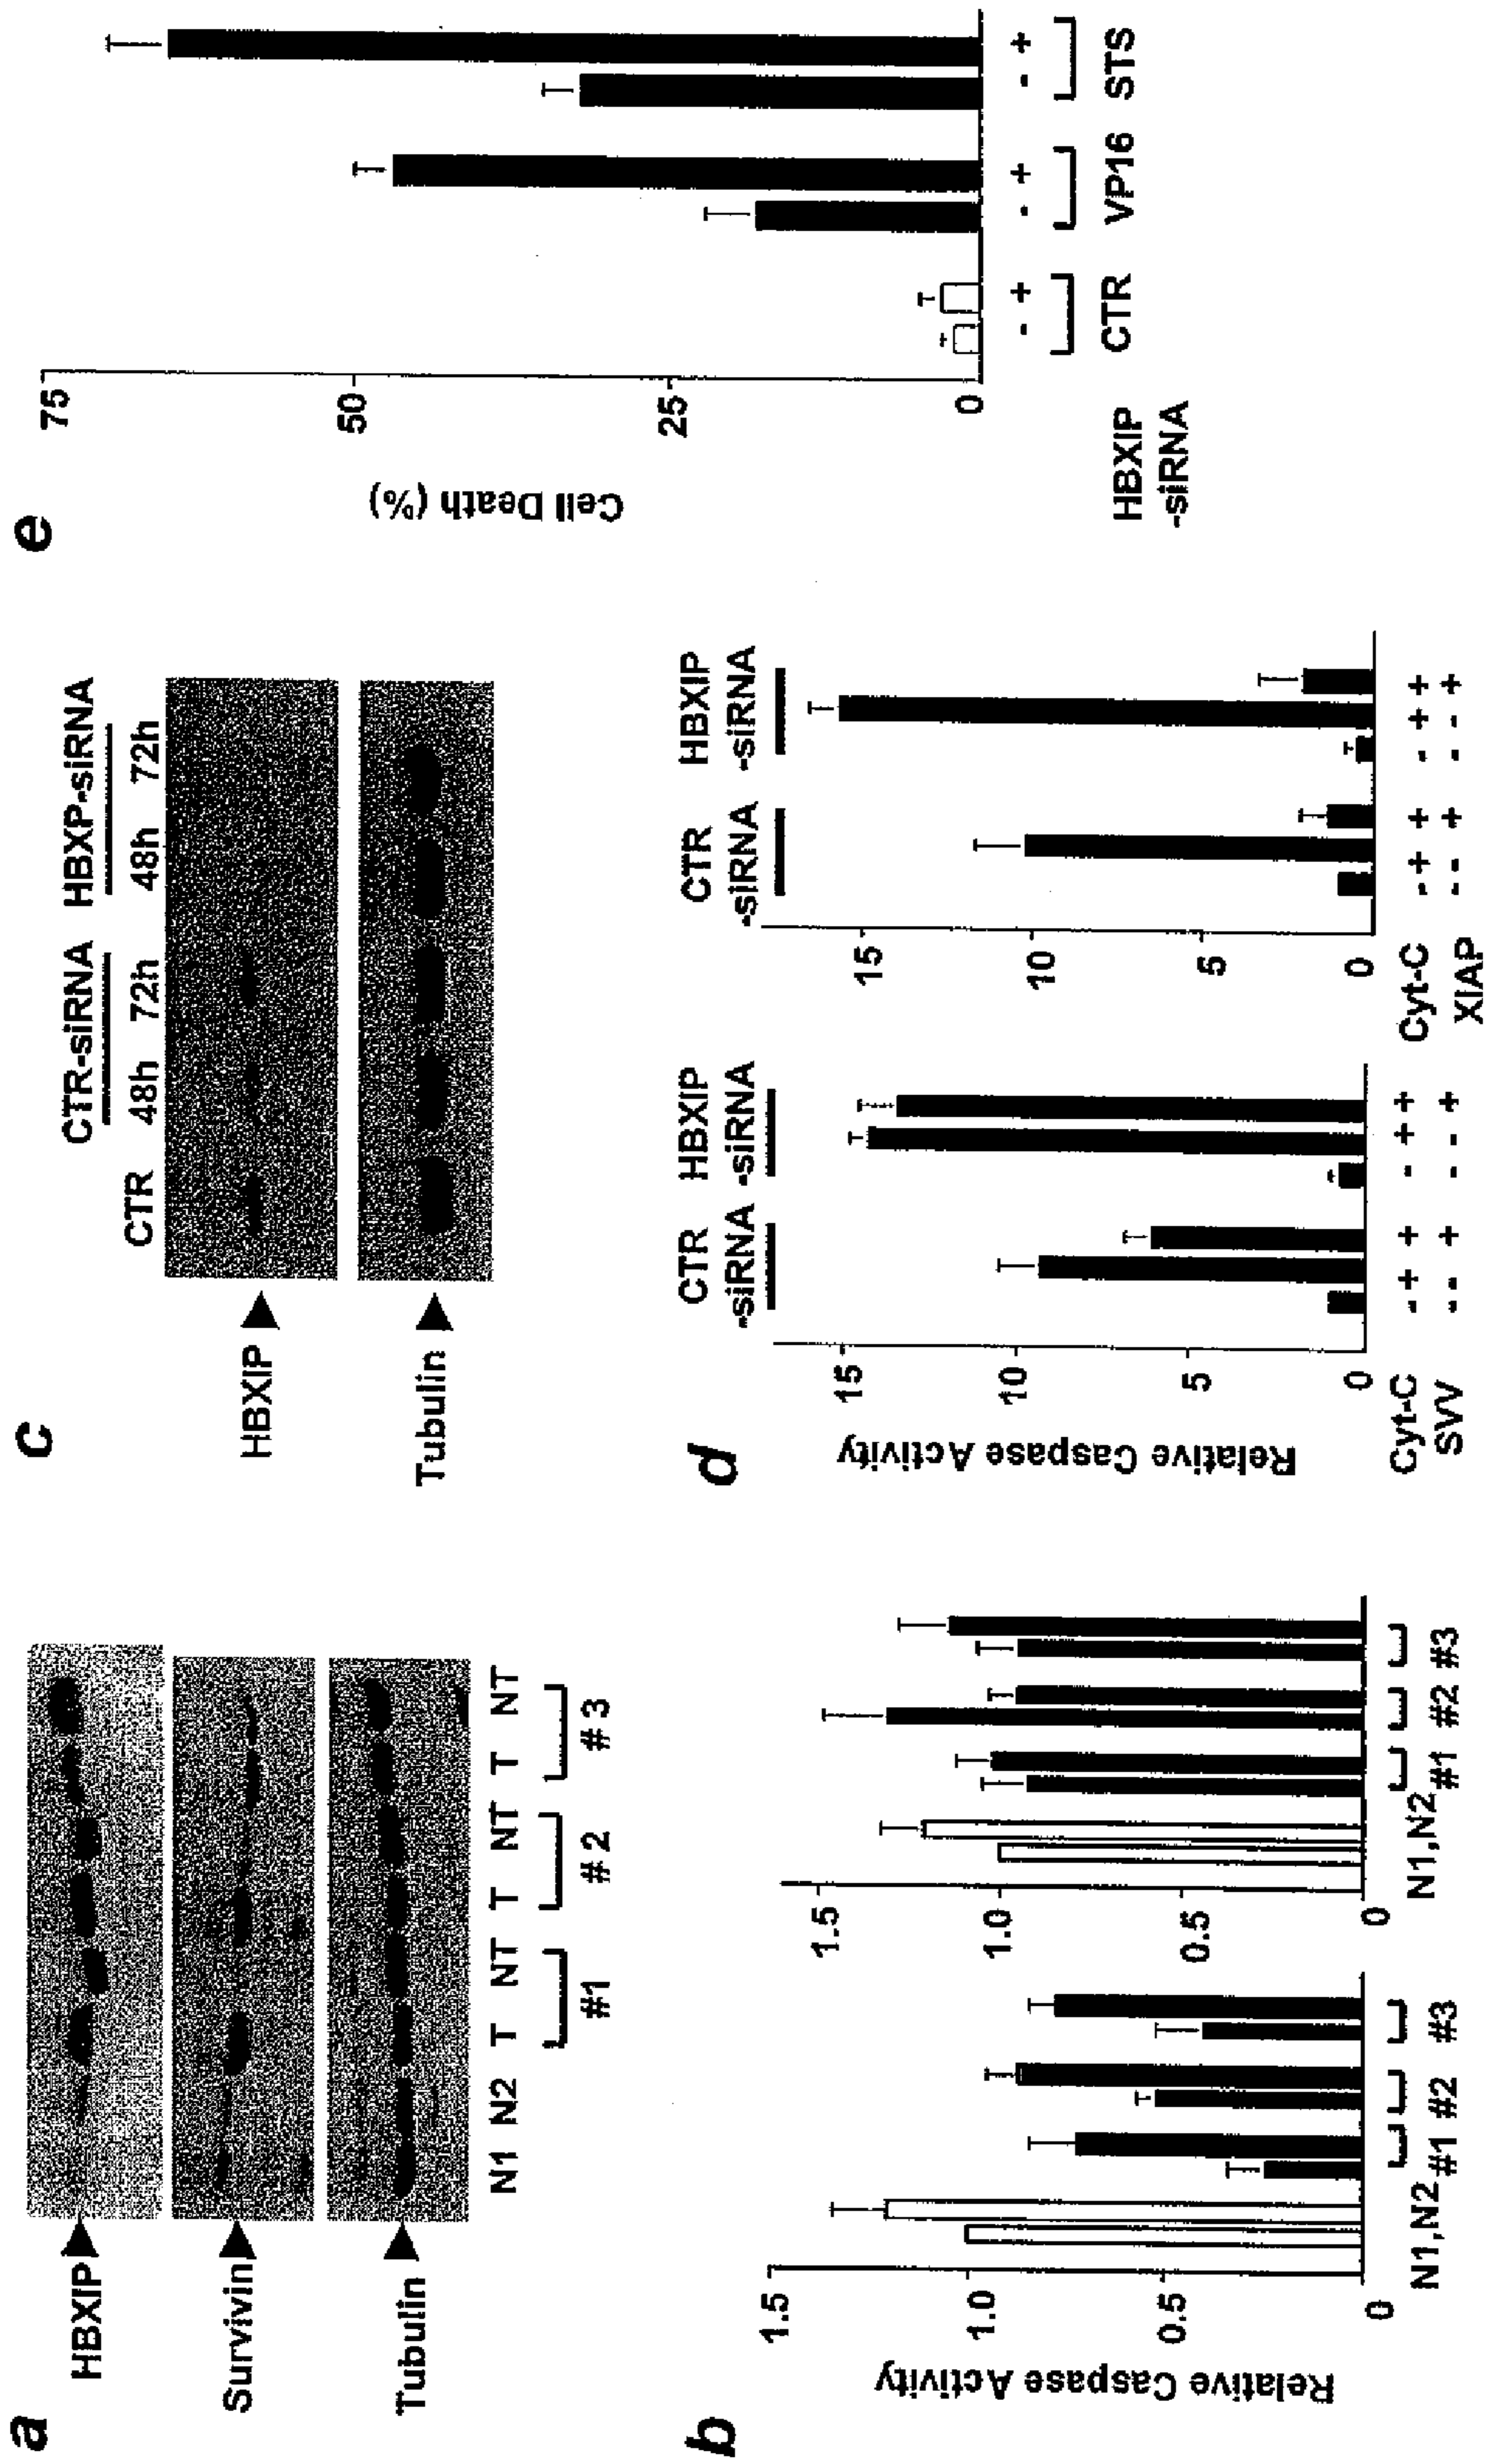 a
HBXIP
Survivin
Tubulin
N1 N2 T NT T NT T NT
#1 #2 #3
b
Relative Caspase Activity
1.5
1.0
0.5
0
N1,N2 #1 #2 #3
1.5
1.0
0.5
0
N1,N2 #1 #2 #3
c
CTR-siRNA HBXP-siRNA
CTR 48h 72h 48h 72h
HBXIP
Tubulin
d
Relative Caspase Activity
CTR HBXIP
-siRNA -siRNA
15
10
5
0
Cyt-C - + + - + +
SVV - - + - - +
CTR HBXIP
-siRNA -siRNA
15
10
5
0
Cyt-C - + + - + +
XIAP - - + - - +
e
Cell Death (%)
75
50
25
0
HBXIP
-siRNA
- + - + - +
CTR VP16 STS